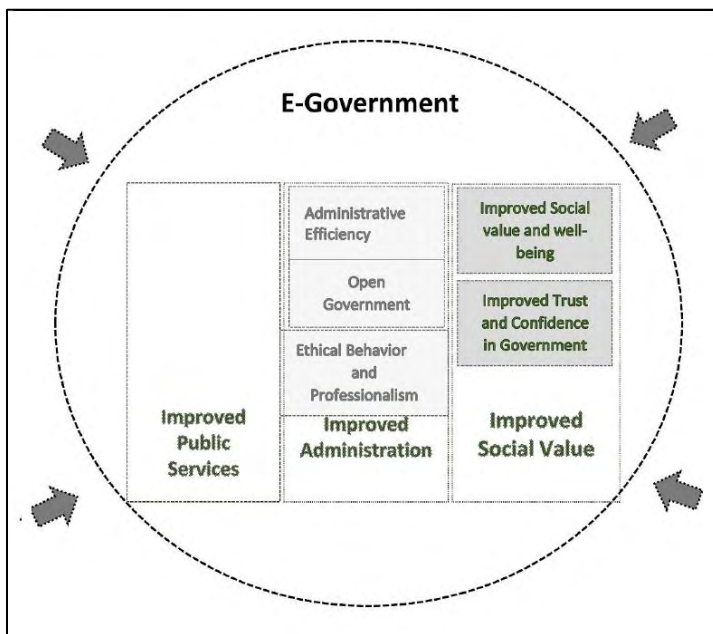 E-Government
Administrative
Efficiency
Open
Government
Ethical Behavior
and
Professionalism
Improved Social
value and well-
being
Improved Trust
and Confidence
in Government
Improved
Public
Services
Improved
Administration
Improved
Social Value